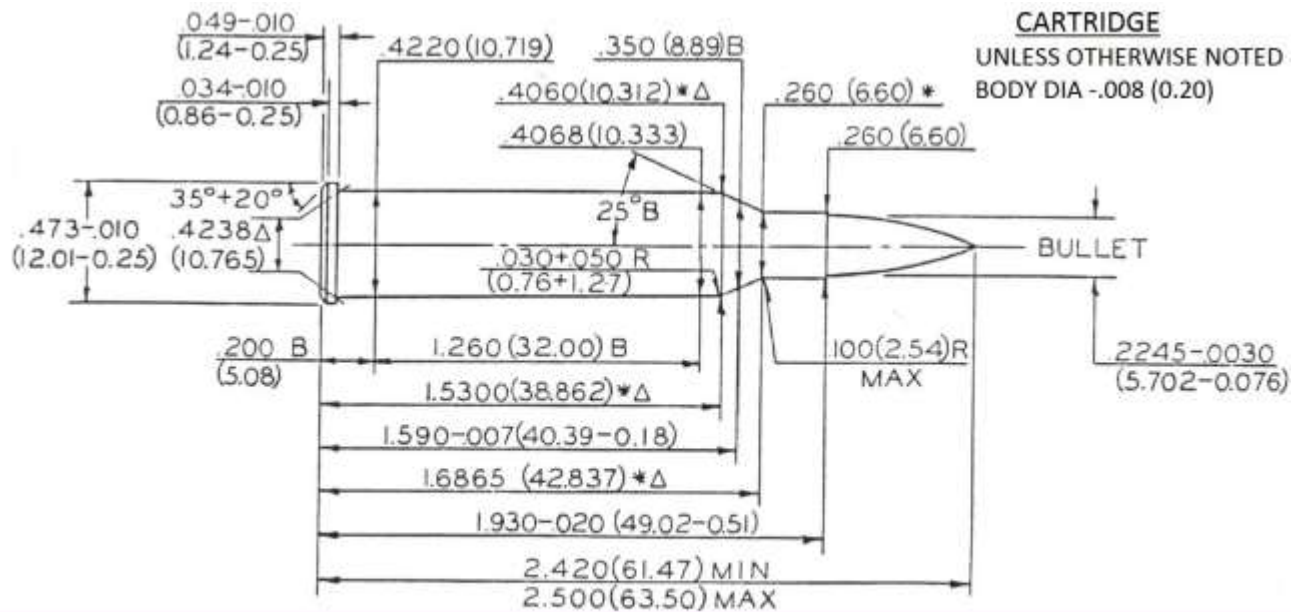 CARTRIDGE
UNLESS OTHERWISE NOTED
BODY DIA -.008 (0.20)
.049-.010
(1.24-0.25)
.4220 (10.719)
.350 (8.89) B
.034-.010
(0.86-0.25)
.4060 (10.312) * Δ
.260 (6.60) *
.4068 (10.333)
.260 (6.60)
35°+20°
25° B
.473-.010
(12.01-0.25)
.4238 Δ
(10.765)
BULLET
.030+.050 R
(0.76+1.27)
.200 B
(5.08)
1.260 (32.00) B
.100 (2.54) R
MAX
.2245-.0030
(5.702-0.076)
1.5300 (38.862) * Δ
1.590-.007 (40.39-0.18)
1.6865 (42.837) * Δ
1.930-.020 (49.02-0.51)
2.420 (61.47) MIN
2.500 (63.50) MAX